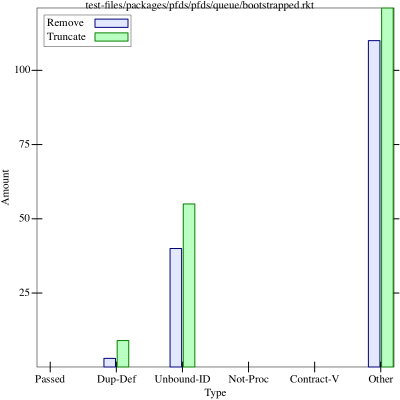 test-files/packages/pfds/pfds/queue/bootstrapped.rkt
Remove
Truncate
100
75
50
25
Amount
Passed Dup-Def Unbound-ID Not-Proc Contract-V Other
Type